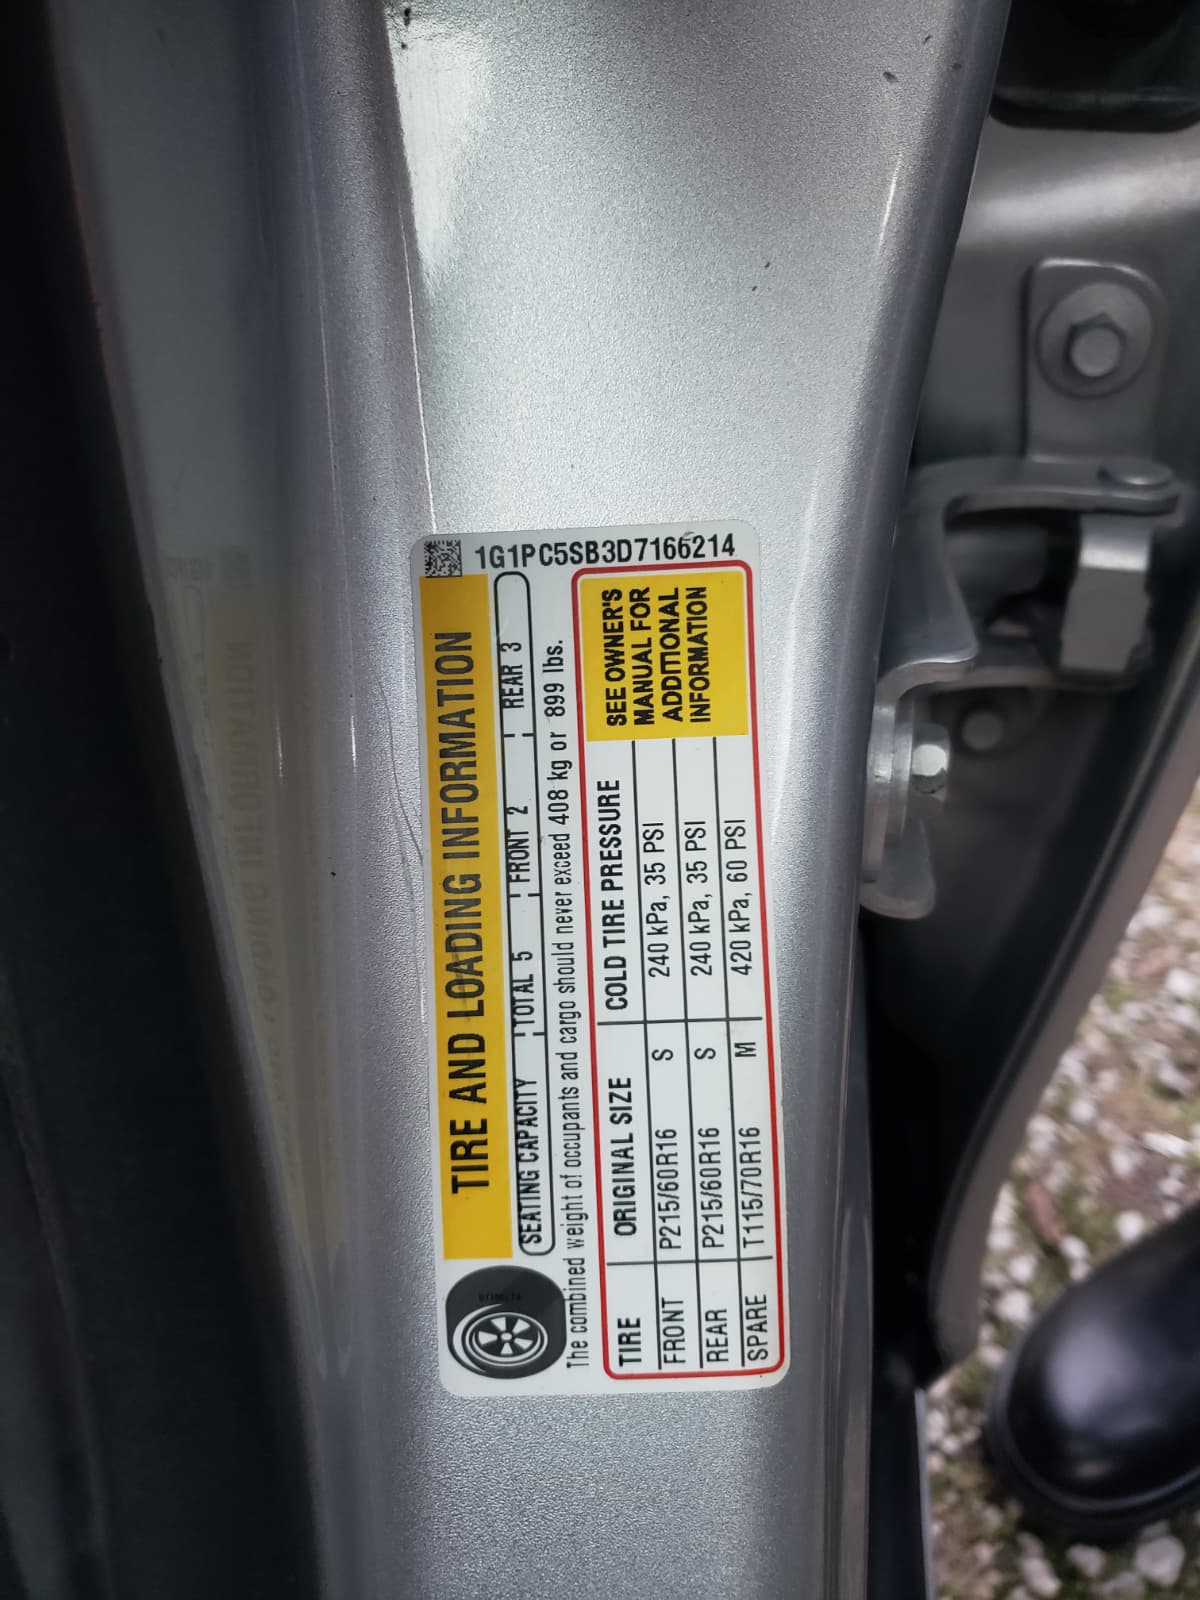 1G1PC5SB3D7166214
TIRE AND LOADING INFORMATION
SEATING CAPACITY TOTAL 5 FRONT 2 REAR 3
The combined weight of occupants and cargo should never exceed 408 kg or 899 lbs.
TIRE ORIGINAL SIZE COLD TIRE PRESSURE
FRONT P215/60R16 S 240 kPa, 35 PSI
REAR P215/60R16 S 240 kPa, 35 PSI
SPARE T115/70R16 M 420 kPa, 60 PSI
SEE OWNER'S
MANUAL FOR
ADDITIONAL
INFORMATION